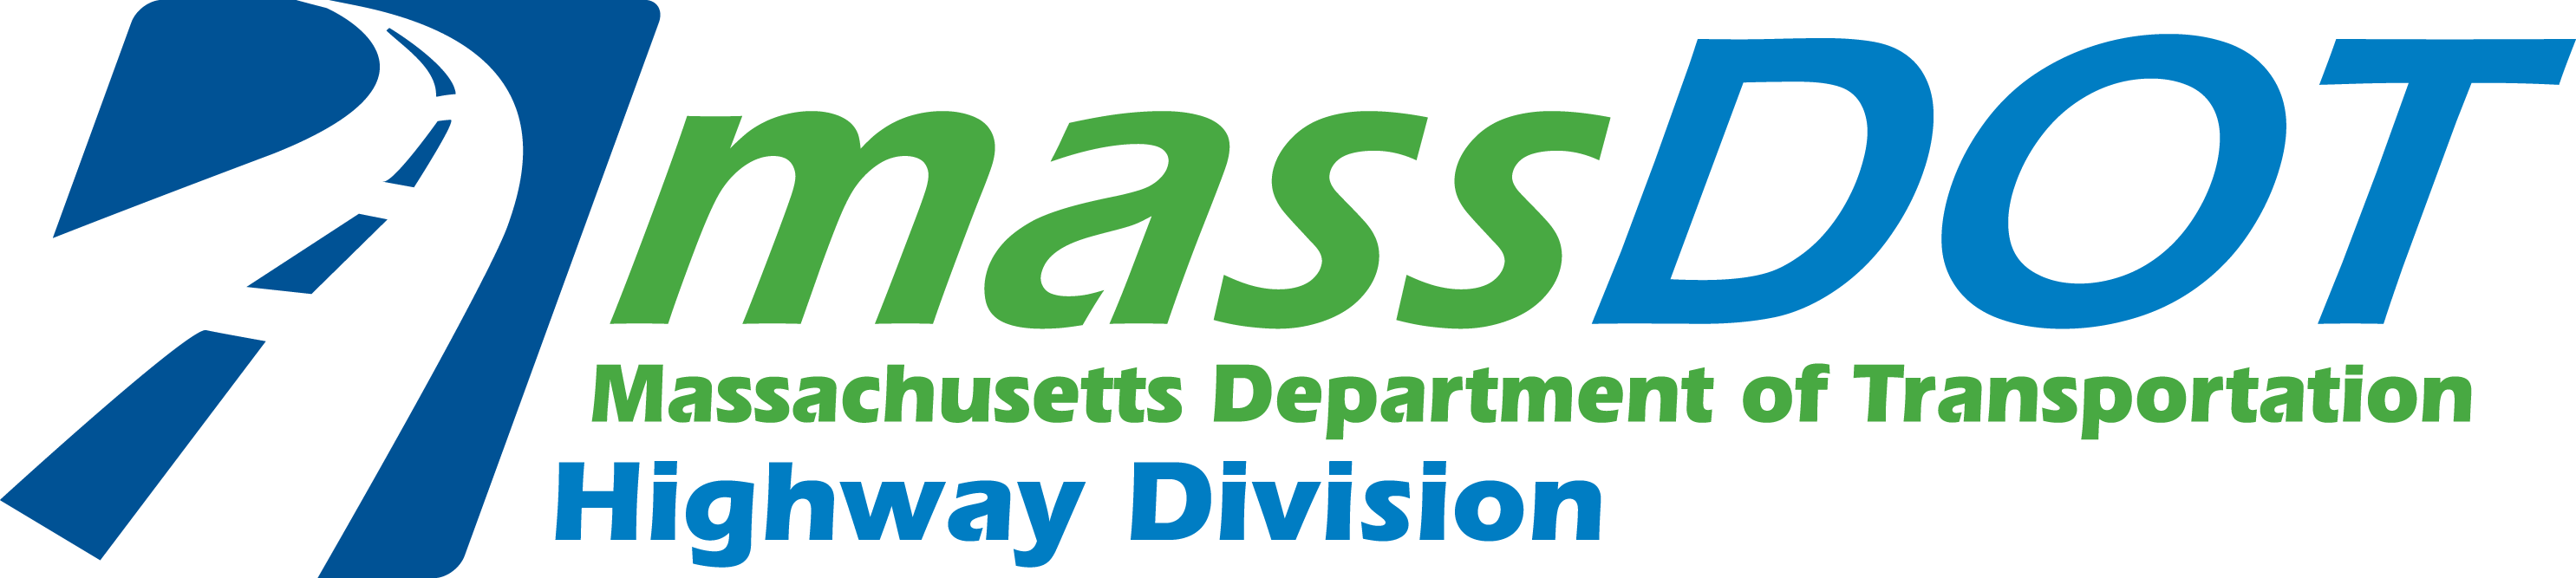 massDOT
Massachusetts Department of Transportation
Highway Division